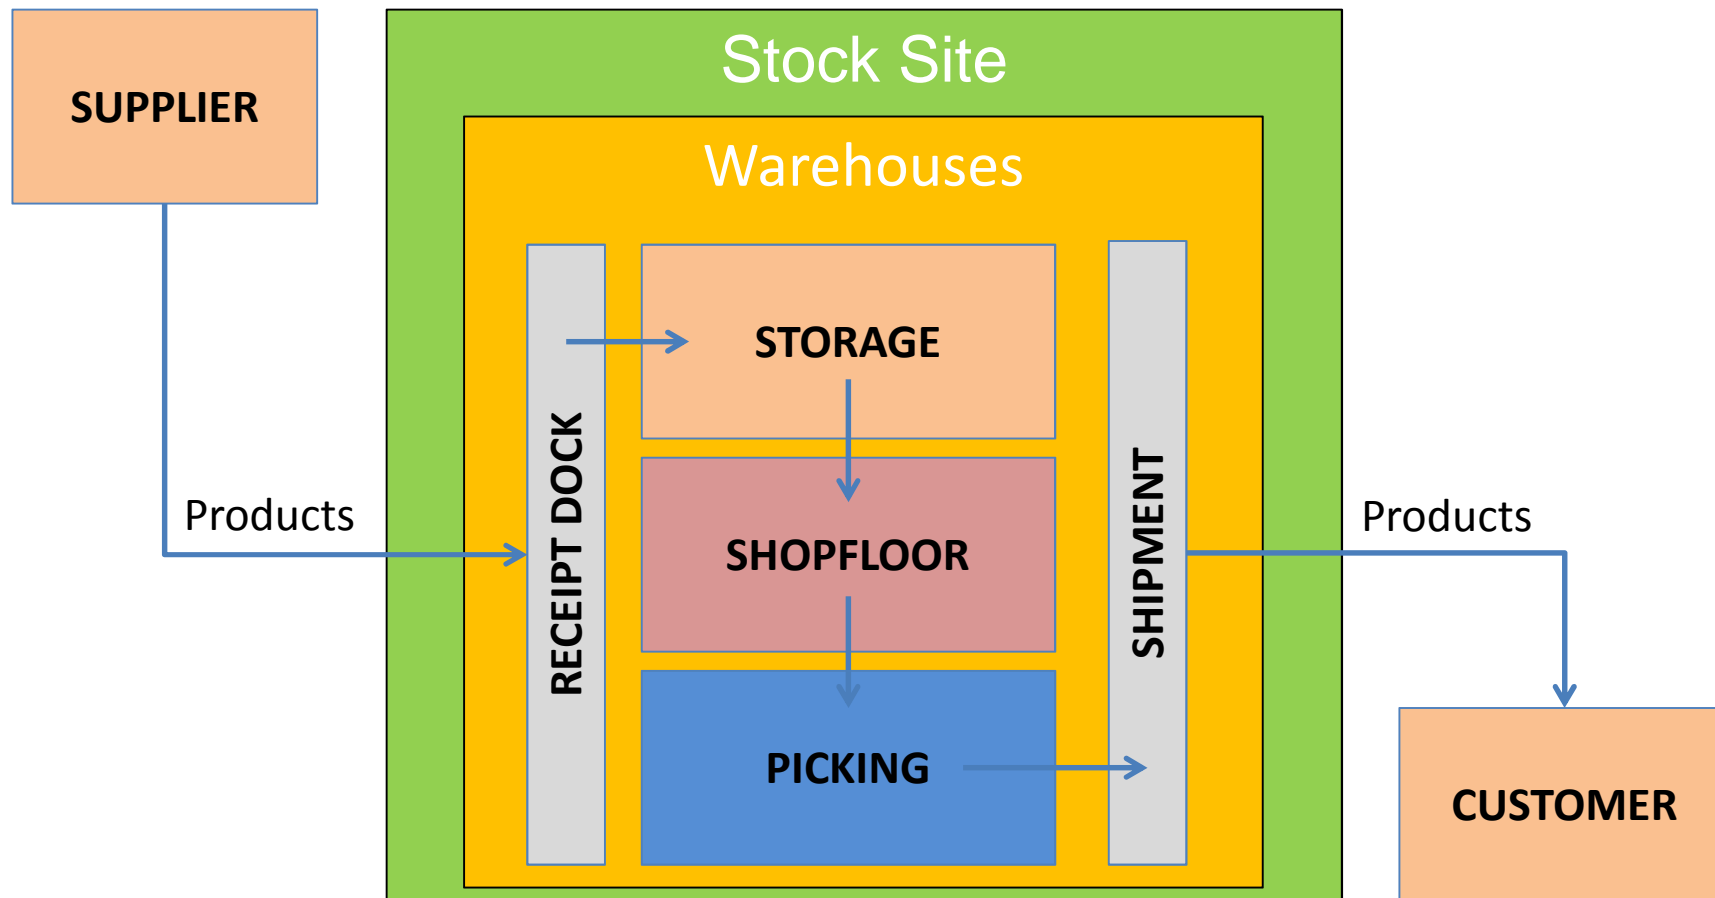 SUPPLIER
Stock Site
Warehouses
STORAGE
RECEIPT DOCK
SHIPMENT
Products
Products
SHOPFLOOR
PICKING
CUSTOMER